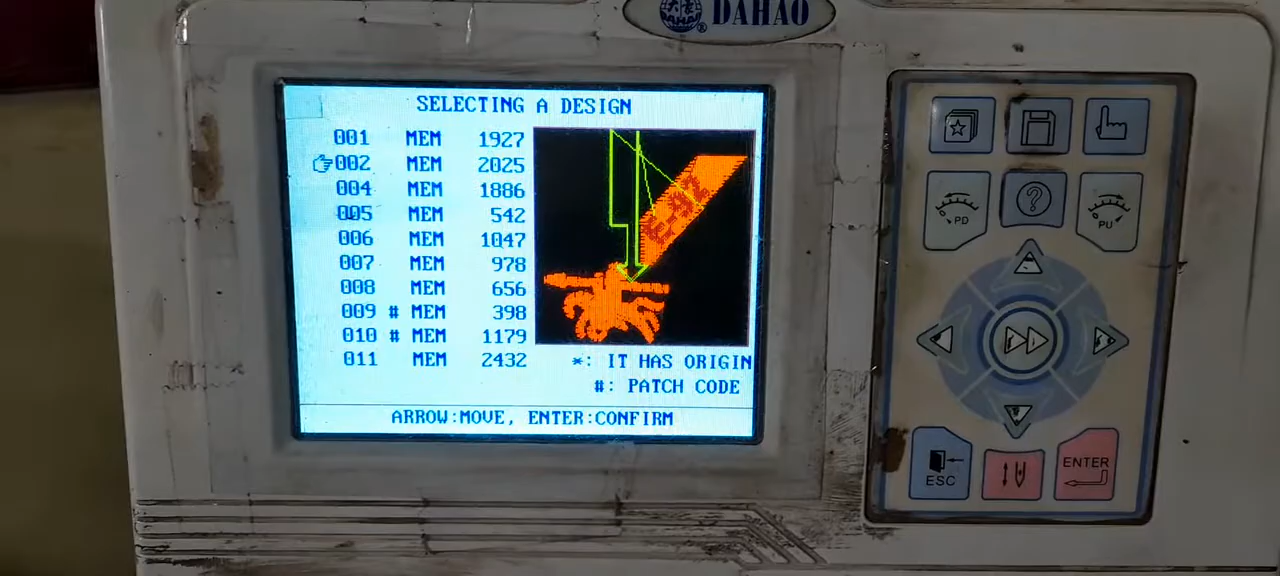 DAHAO
SELECTING A DESIGN
001 MEM 1927
002 MEM 2025
004 MEM 1886
005 MEM 542
006 MEM 1047
007 MEM 978
008 MEM 656
009 # MEM 398
010 # MEM 1179
011 MEM 2432
*: IT HAS ORIGIN
#: PATCH CODE
ARROW:MOVE, ENTER:CONFIRM
PD
?
PU
ESC
ENTER